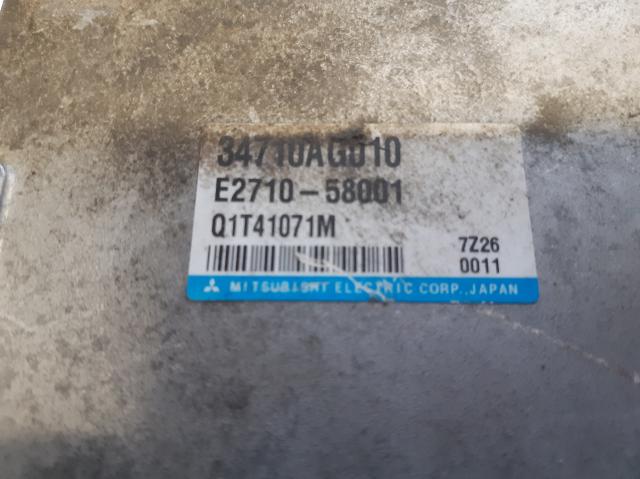 34710AG010
E2710-58001
Q1T41071M
7Z26
0011
MITSUBISHI ELECTRIC CORP., JAPAN